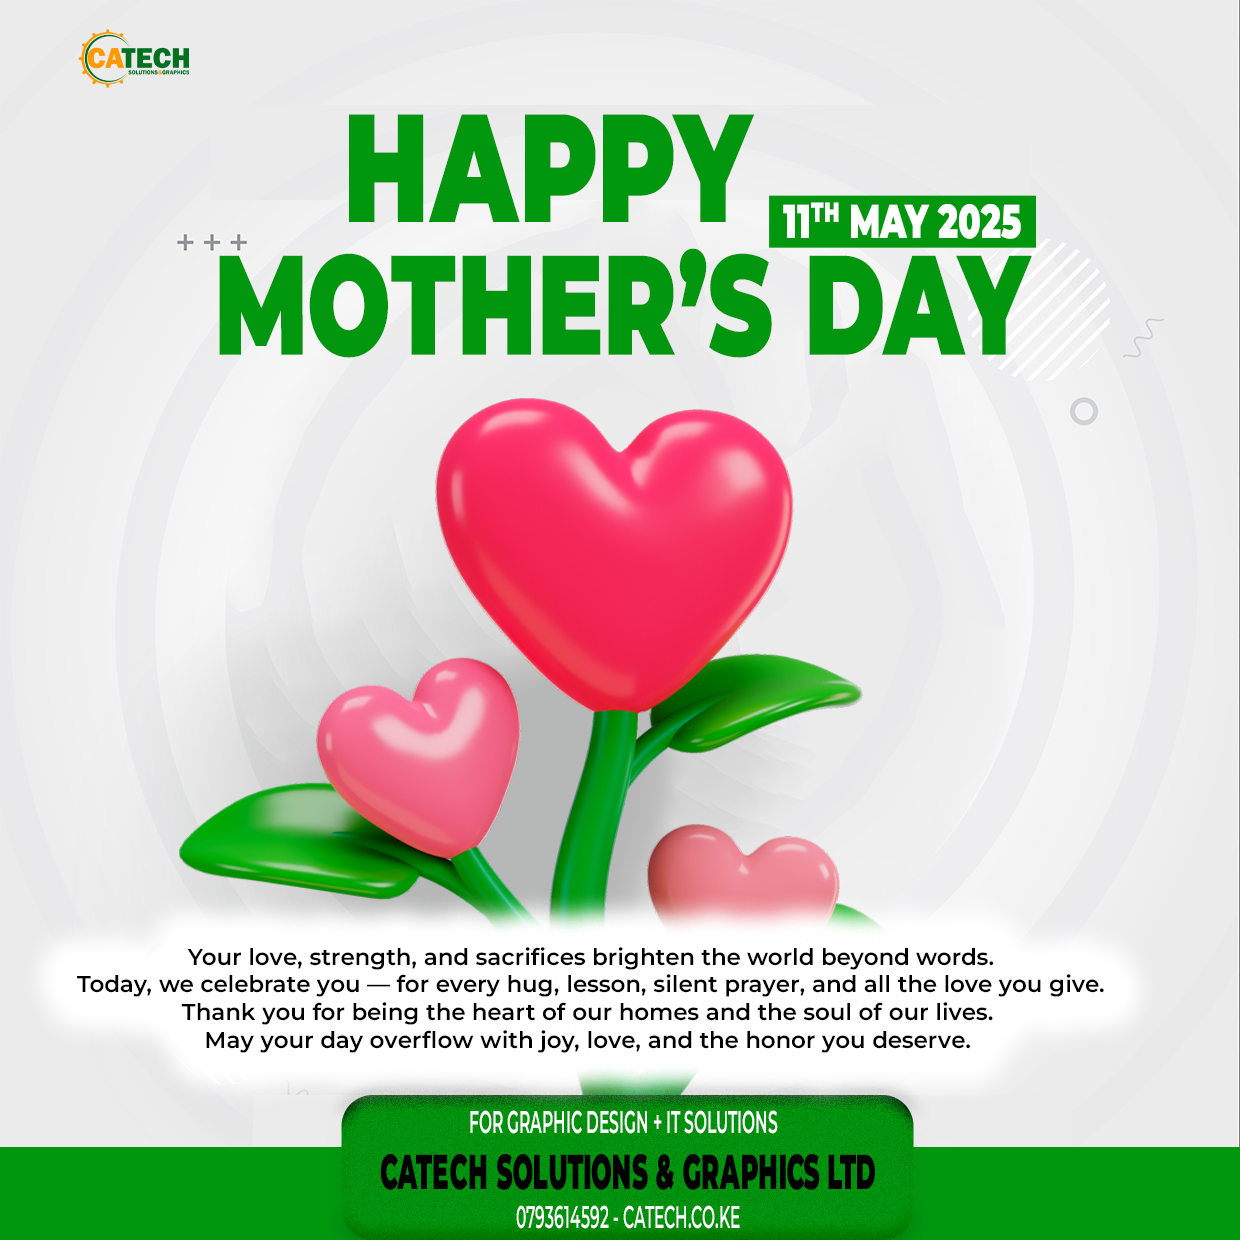 CATECH
SOLUTIONS&GRAPHICS
HAPPY
11TH MAY 2025
MOTHER'S DAY
Your love, strength, and sacrifices brighten the world beyond words.
Today, we celebrate you — for every hug, lesson, silent prayer, and all the love you give.
Thank you for being the heart of our homes and the soul of our lives.
May your day overflow with joy, love, and the honor you deserve.
FOR GRAPHIC DESIGN + IT SOLUTIONS
CATECH SOLUTIONS & GRAPHICS LTD
0793614592 - CATECH.CO.KE